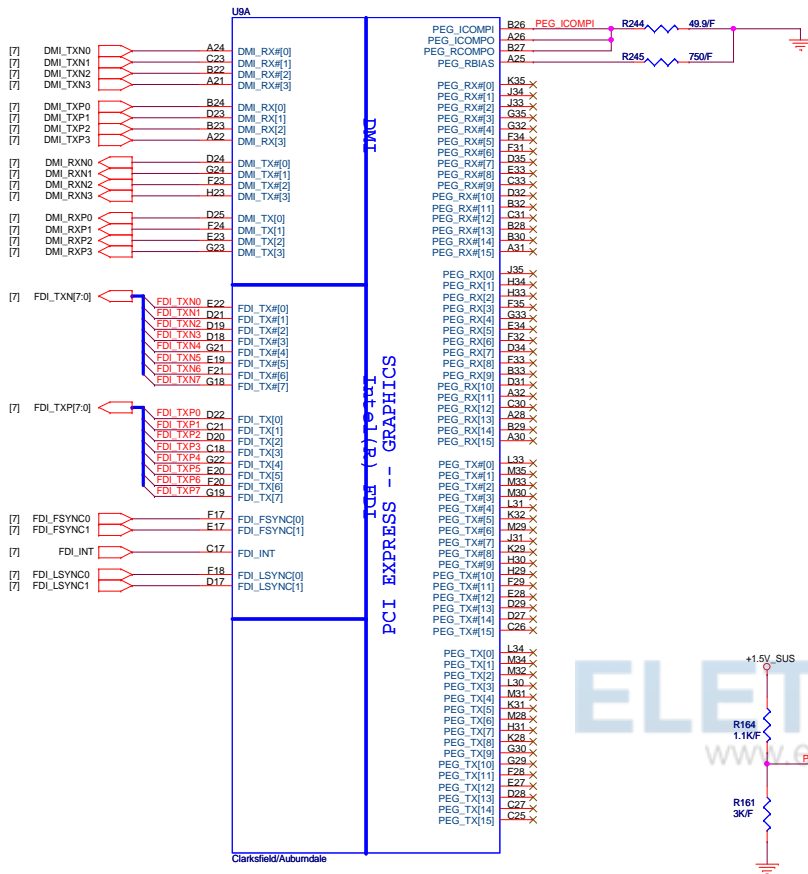 U9A
[7] DMI_TXN0 A24 DMI_RX#[0]
[7] DMI_TXN1 C23 DMI_RX#[1]
[7] DMI_TXN2 B22 DMI_RX#[2]
[7] DMI_TXN3 A21 DMI_RX#[3]
[7] DMI_TXP0 B24 DMI_RX[0]
[7] DMI_TXP1 D23 DMI_RX[1]
[7] DMI_TXP2 B23 DMI_RX[2]
[7] DMI_TXP3 A22 DMI_RX[3]
[7] DMI_RXN0 D24 DMI_TX#[0]
[7] DMI_RXN1 G24 DMI_TX#[1]
[7] DMI_RXN2 F23 DMI_TX#[2]
[7] DMI_RXN3 H23 DMI_TX#[3]
[7] DMI_RXP0 D25 DMI_TX[0]
[7] DMI_RXP1 F24 DMI_TX[1]
[7] DMI_RXP2 E23 DMI_TX[2]
[7] DMI_RXP3 G23 DMI_TX[3]
[7] FDI_TXN[7:0]
FDI_TXN0 E22 FDI_TX#[0]
FDI_TXN1 D21 FDI_TX#[1]
FDI_TXN2 D19 FDI_TX#[2]
FDI_TXN3 D18 FDI_TX#[3]
FDI_TXN4 G21 FDI_TX#[4]
FDI_TXN5 E19 FDI_TX#[5]
FDI_TXN6 F21 FDI_TX#[6]
FDI_TXN7 G18 FDI_TX#[7]
[7] FDI_TXP[7:0]
FDI_TXP0 D22 FDI_TX[0]
FDI_TXP1 C21 FDI_TX[1]
FDI_TXP2 D20 FDI_TX[2]
FDI_TXP3 C18 FDI_TX[3]
FDI_TXP4 G22 FDI_TX[4]
FDI_TXP5 E20 FDI_TX[5]
FDI_TXP6 F20 FDI_TX[6]
FDI_TXP7 G19 FDI_TX[7]
[7] FDI_FSYNC0 F17 FDI_FSYNC[0]
[7] FDI_FSYNC1 E17 FDI_FSYNC[1]
[7] FDI_INT C17 FDI_INT
[7] FDI_LSYNC0 F18 FDI_LSYNC[0]
[7] FDI_LSYNC1 D17 FDI_LSYNC[1]
DMI
Intel(R) FDI
PCI EXPRESS -- GRAPHICS
PEG_ICOMPI B26 PEG_ICOMPI R244 49.9/F
PEG_ICOMPO A26
PEG_RCOMPO B27
PEG_RBIAS A25 R245 750/F
PEG_RX#[0] K35
PEG_RX#[1] J34
PEG_RX#[2] J33
PEG_RX#[3] G35
PEG_RX#[4] G32
PEG_RX#[5] F34
PEG_RX#[6] F31
PEG_RX#[7] D35
PEG_RX#[8] E33
PEG_RX#[9] C33
PEG_RX#[10] D32
PEG_RX#[11] B32
PEG_RX#[12] C31
PEG_RX#[13] B28
PEG_RX#[14] B30
PEG_RX#[15] A31
PEG_RX[0] J35
PEG_RX[1] H34
PEG_RX[2] H33
PEG_RX[3] F35
PEG_RX[4] G33
PEG_RX[5] E34
PEG_RX[6] F32
PEG_RX[7] D34
PEG_RX[8] F33
PEG_RX[9] B33
PEG_RX[10] D31
PEG_RX[11] A32
PEG_RX[12] C30
PEG_RX[13] A28
PEG_RX[14] B29
PEG_RX[15] A30
PEG_TX#[0] L33
PEG_TX#[1] M35
PEG_TX#[2] M33
PEG_TX#[3] M30
PEG_TX#[4] L31
PEG_TX#[5] K32
PEG_TX#[6] M29
PEG_TX#[7] J31
PEG_TX#[8] K29
PEG_TX#[9] H30
PEG_TX#[10] H29
PEG_TX#[11] F29
PEG_TX#[12] E28
PEG_TX#[13] D29
PEG_TX#[14] D27
PEG_TX#[15] C26
PEG_TX[0] L34
PEG_TX[1] M34
PEG_TX[2] M32
PEG_TX[3] L30
PEG_TX[4] M31
PEG_TX[5] K31
PEG_TX[6] M28
PEG_TX[7] H31
PEG_TX[8] K28
PEG_TX[9] G30
PEG_TX[10] G29
PEG_TX[11] F28
PEG_TX[12] E27
PEG_TX[13] D28
PEG_TX[14] C27
PEG_TX[15] C25
Clarksfield/Auburndale
+1.5V_SUS
ELET
R164
1.1K/F
www.e
R161
3K/F